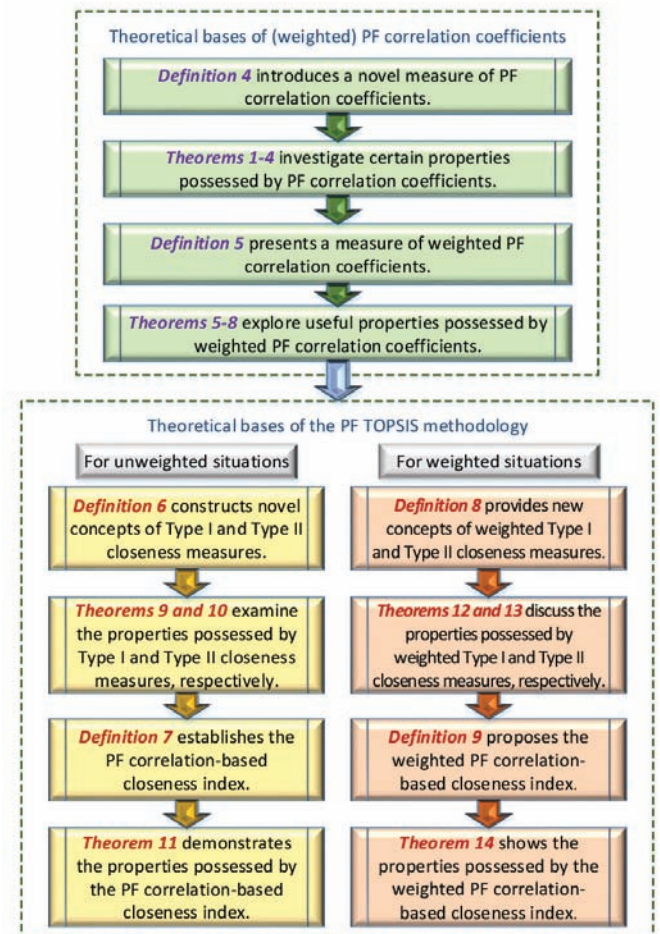 Theoretical bases of (weighted) PF correlation coefficients
Definition 4 introduces a novel measure of PF
correlation coefficients.
Theorems 1-4 investigate certain properties
possessed by PF correlation coefficients.
Definition 5 presents a measure of weighted PF
correlation coefficients.
Theorems 5-8 explore useful properties possessed by
weighted PF correlation coefficients.
Theoretical bases of the PF TOPSIS methodology
For unweighted situations
Definition 6 constructs novel
concepts of Type I and Type II
closeness measures.
Theorems 9 and 10 examine
the properties possessed by
Type I and Type II closeness
measures, respectively.
Definition 7 establishes the
PF correlation-based
closeness index.
Theorem 11 demonstrates
the properties possessed by
the PF correlation-based
closeness index.
For weighted situations
Definition 8 provides new
concepts of weighted Type I
and Type II closeness measures.
Theorems 12 and 13 discuss the
properties possessed by
weighted Type I and Type II
closeness measures, respectively.
Definition 9 proposes the
weighted PF correlation-
based closeness index.
Theorem 14 shows the
properties possessed by the
weighted PF correlation-
based closeness index.